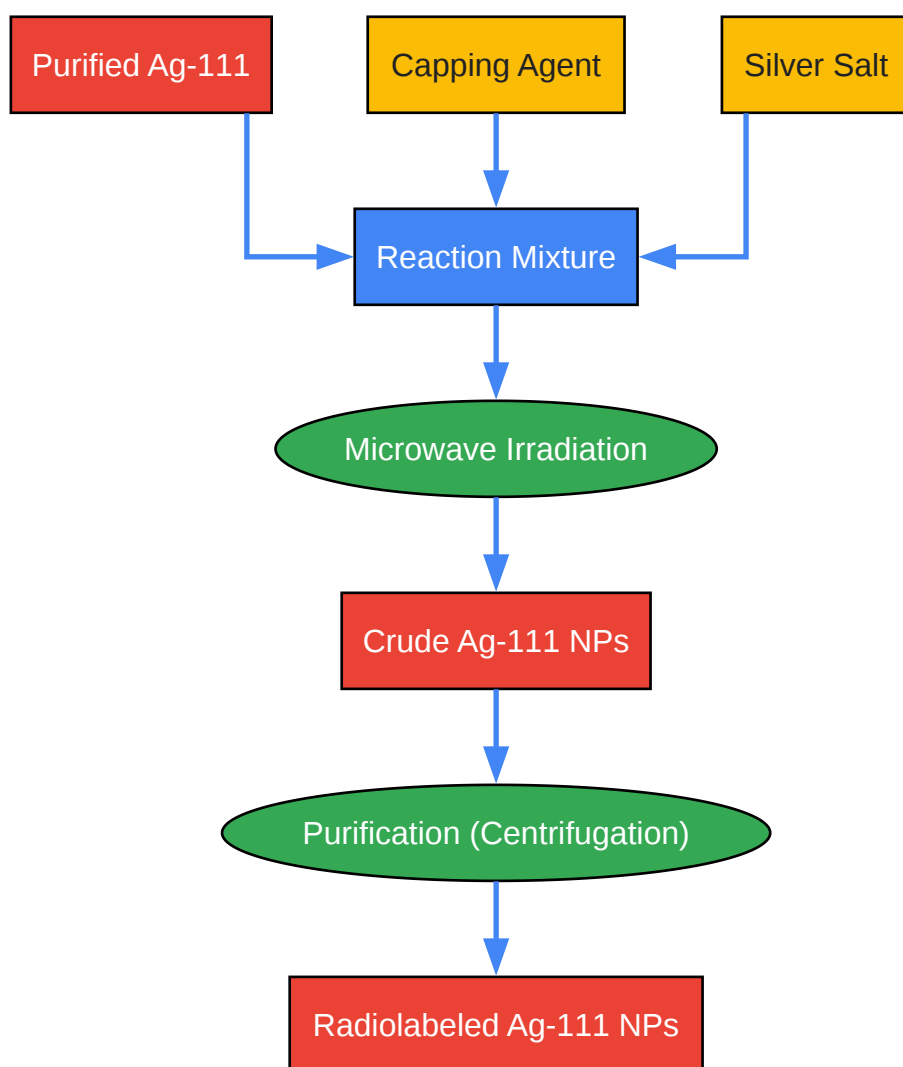 Purified Ag-111
Capping Agent
Silver Salt
Reaction Mixture
Microwave Irradiation
Crude Ag-111 NPs
Purification (Centrifugation)
Radiolabeled Ag-111 NPs